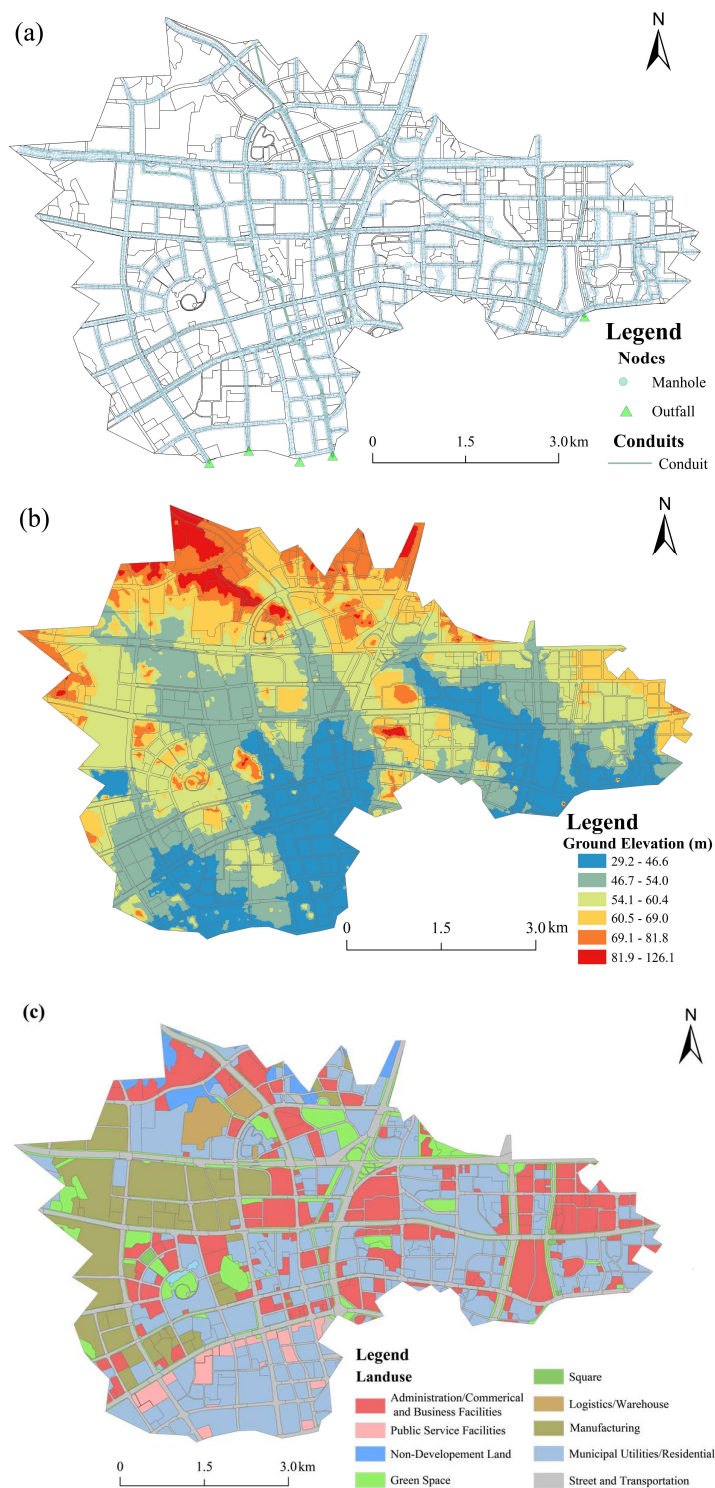 (a)
N
Legend
Nodes
Manhole
Outfall
Conduits
Conduit
0 1.5 3.0 km
(b)
N
Legend
Ground Elevation (m)
29.2 - 46.6
46.7 - 54.0
54.1 - 60.4
60.5 - 69.0
69.1 - 81.8
81.9 - 126.1
0 1.5 3.0 km
(c)
N
Legend
Landuse
Administration/Commerical
and Business Facilities
Public Service Facilities
Non-Developement Land
Green Space
Square
Logistics/Warehouse
Manufacturing
Municipal Utilities/Residential
Street and Transportation
0 1.5 3.0 km